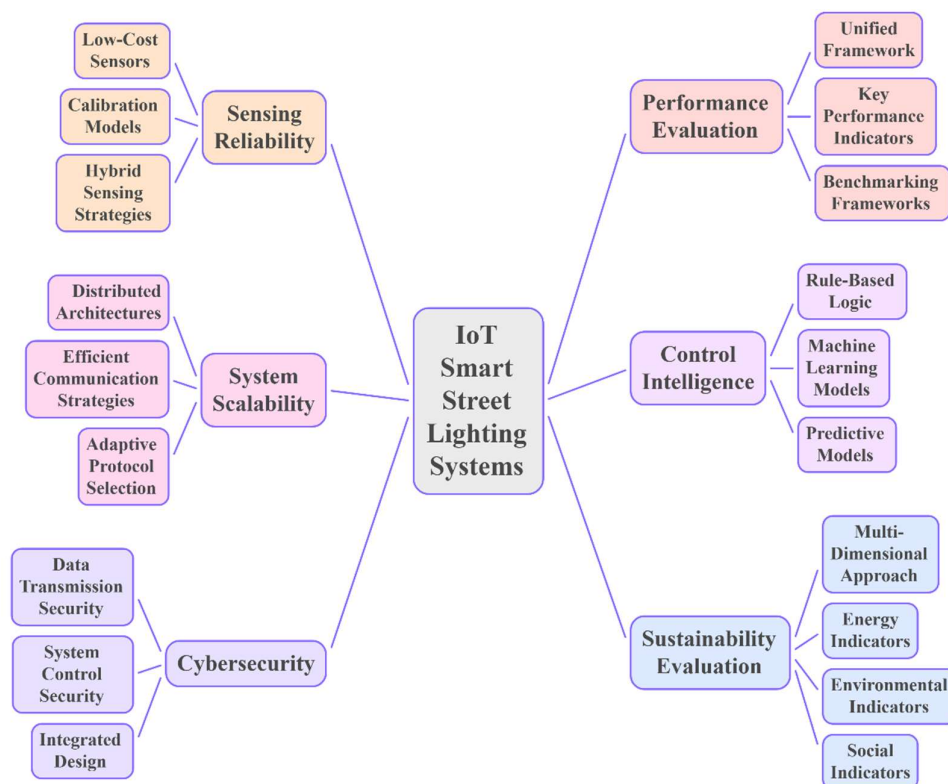 Low-Cost
Sensors
Calibration
Models
Hybrid
Sensing
Strategies
Sensing
Reliability
Distributed
Architectures
Efficient
Communication
Strategies
Adaptive
Protocol
Selection
System
Scalability
Data
Transmission
Security
System
Control
Security
Integrated
Design
Cybersecurity
IoT
Smart
Street
Lighting
Systems
Performance
Evaluation
Unified
Framework
Key
Performance
Indicators
Benchmarking
Frameworks
Control
Intelligence
Rule-Based
Logic
Machine
Learning
Models
Predictive
Models
Sustainability
Evaluation
Multi-
Dimensional
Approach
Energy
Indicators
Environmental
Indicators
Social
Indicators